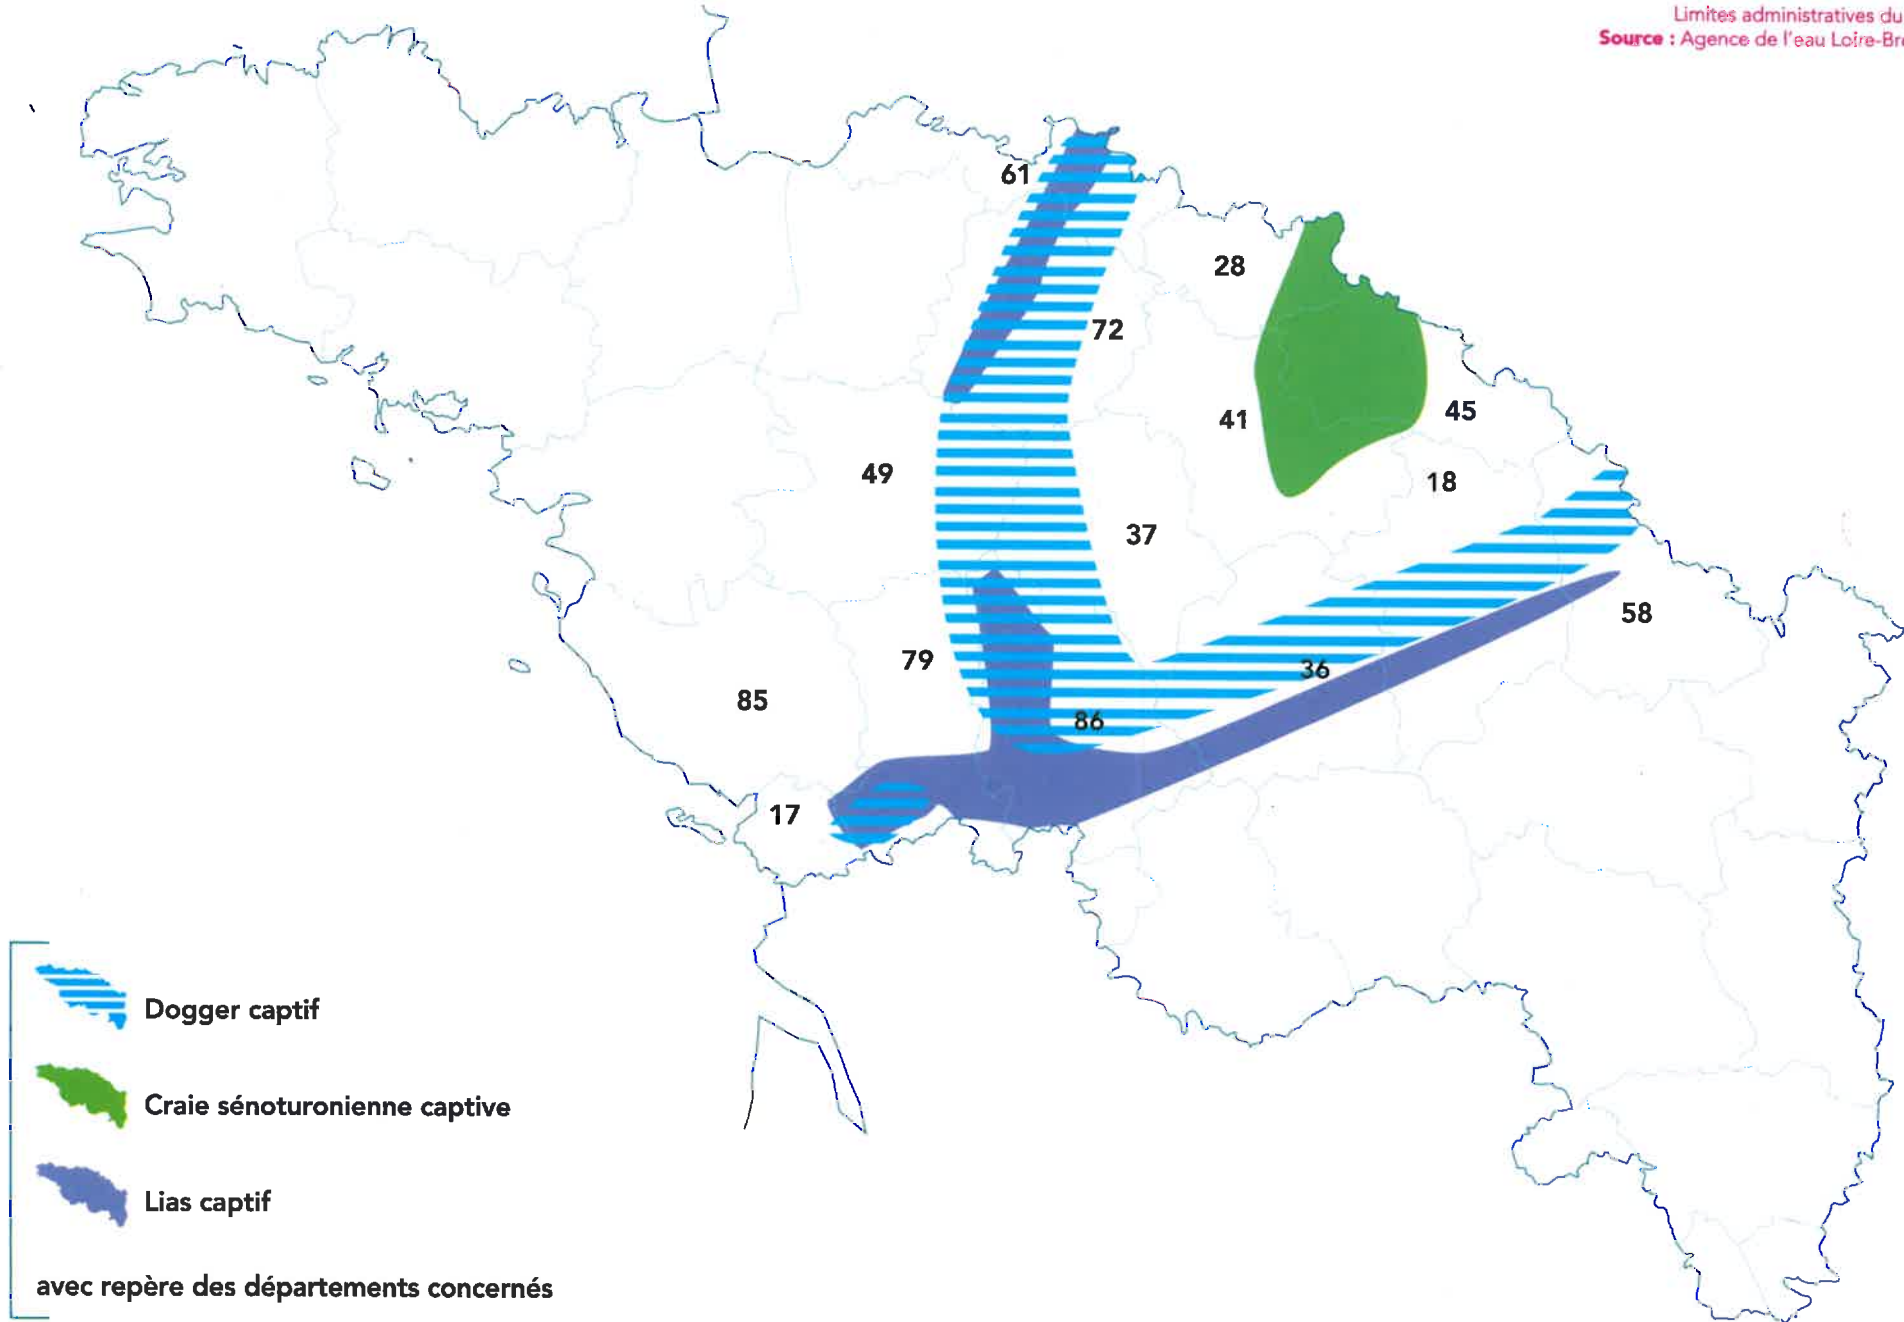 Limites administratives du
Source : Agence de l'eau Loire-Bre
61
28
72
41
45
49
18
37
58
79
36
85
86
17
Dogger captif
Craie sénoturonienne captive
Lias captif
avec repère des départements concernés